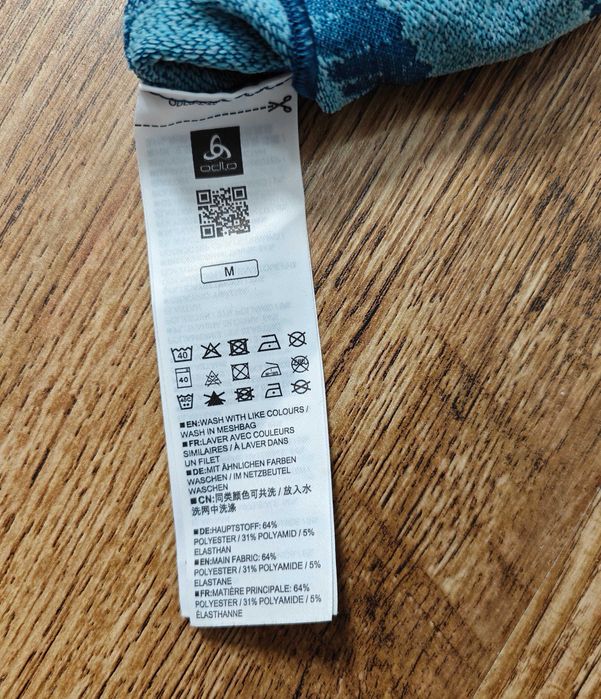 odlo
M
40
40
■EN:WASH WITH LIKE COLOURS /
WASH IN MESHBAG
■FR:LAVER AVEC COULEURS
SIMILAIRES / À LAVER DANS
UN FILET
■DE:MIT ÄHNLICHEN FARBEN
WASCHEN / IM NETZBEUTEL
WASCHEN
■CN:同类颜色可共洗 / 放入水
洗网中洗涤
■DE:HAUPTSTOFF: 64%
POLYESTER / 31% POLYAMID / 5%
ELASTHAN
■EN:MAIN FABRIC: 64%
POLYESTER / 31% POLYAMIDE / 5%
ELASTANE
■FR:MATIÈRE PRINCIPALE: 64%
POLYESTER / 31% POLYAMIDE / 5%
ÉLASTHANNE